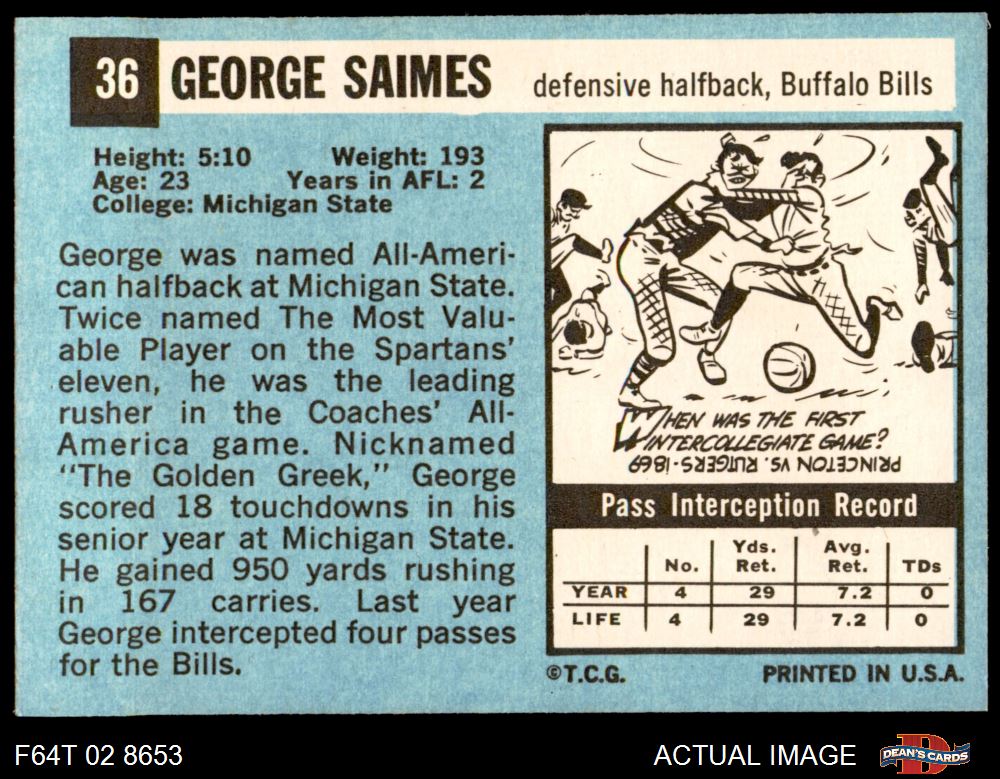 36 GEORGE SAIMES defensive halfback, Buffalo Bills
Height: 5:10 Weight: 193
Age: 23 Years in AFL: 2
College: Michigan State
George was named All-Ameri-
can halfback at Michigan State.
Twice named The Most Valu-
able Player on the Spartans'
eleven, he was the leading
rusher in the Coaches' All-
America game. Nicknamed
"The Golden Greek," George
scored 18 touchdowns in his
senior year at Michigan State.
He gained 950 yards rushing
in 167 carries. Last year
George intercepted four passes
for the Bills.
WHEN WAS THE FIRST
INTERCOLLEGIATE GAME?
PRINCETON VS. RUTGERS-1869
Pass Interception Record
No. Yds. Ret. Avg. Ret. TDs
YEAR 4 29 7.2 0
LIFE 4 29 7.2 0
©T.C.G. PRINTED IN U.S.A.
F64T 02 8653 ACTUAL IMAGE DEAN'S CARDS